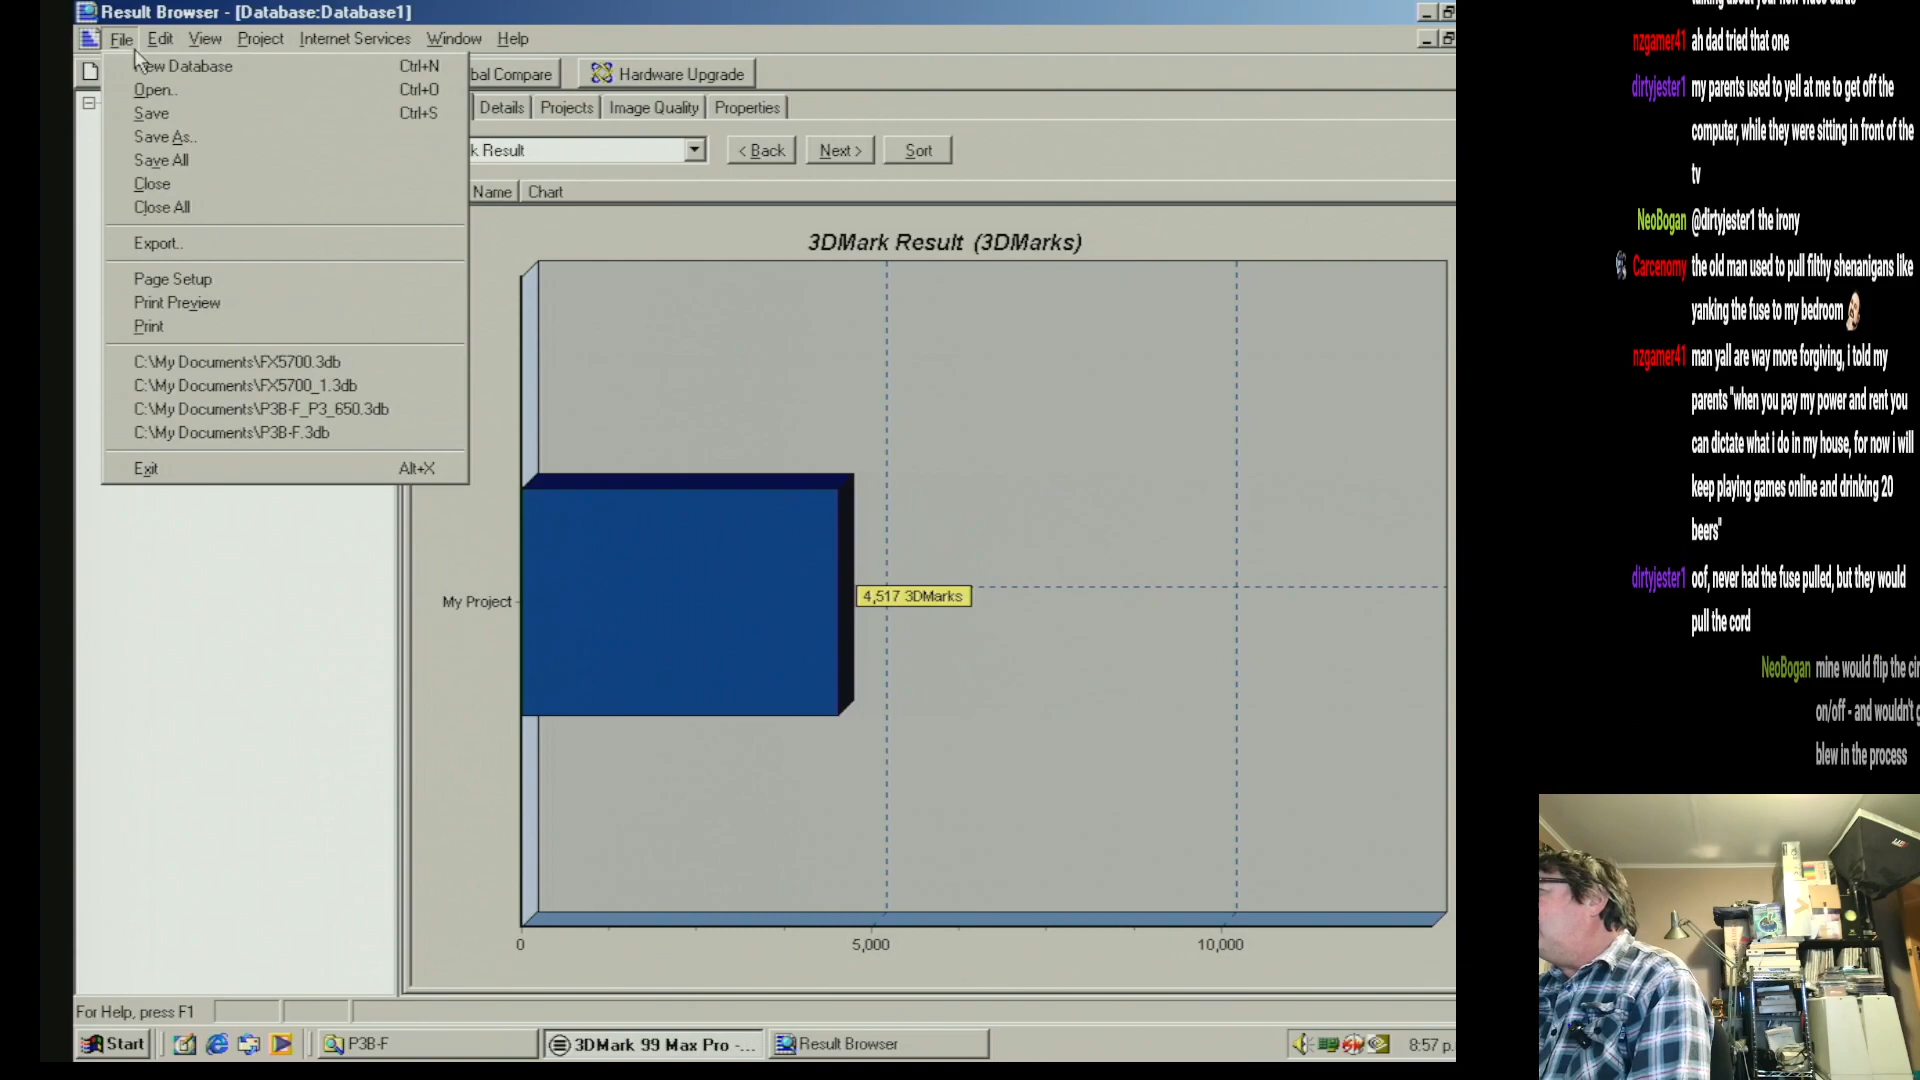 Result Browser - [Database:Database1]
File Edit View Project Internet Services Window Help
New Database Ctrl+N
Open.. Ctrl+O
Save Ctrl+S
Save As..
Save All
Close
Close All
Export..
Page Setup
Print Preview
Print
C:\My Documents\FX5700.3db
C:\My Documents\FX5700_1.3db
C:\My Documents\P3B-F_P3_650.3db
C:\My Documents\P3B-F.3db
Exit Alt+X
Compare Hardware Upgrade
Details Projects Image Quality Properties
Result < Back Next > Sort
Name Chart
3DMark Result (3DMarks)
My Project
4,517 3DMarks
0 5,000 10,000
For Help, press F1
Start P3B-F 3DMark 99 Max Pro -... Result Browser 8:57 p.
nzgamer41 ah dad tried that one
dirtyjester1 my parents used to yell at me to get off the
computer, while they were sitting in front of the
tv
NeoBogan @dirtyjester1 the irony
Carcenomy the old man used to pull filthy shenanigans like
yanking the fuse to my bedroom
nzgamer41 man yall are way more forgiving, i told my
parents "when you pay my power and rent you
can dictate what i do in my house, for now i will
keep playing games online and drinking 20
beers"
dirtyjester1 oof, never had the fuse pulled, but they would
pull the cord
NeoBogan mine would flip the
on/off - and wouldn't
blew in the process